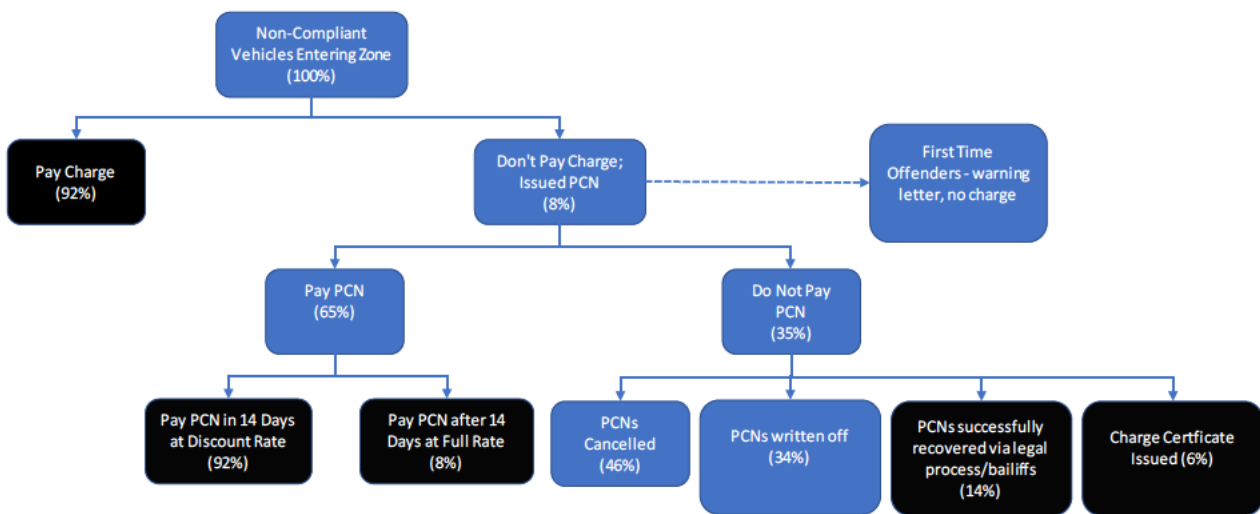 Non-Compliant
Vehicles Entering Zone
(100%)
Pay Charge
(92%)
Don't Pay Charge;
Issued PCN
(8%)
First Time
Offenders - warning
letter, no charge
Pay PCN
(65%)
Do Not Pay
PCN
(35%)
Pay PCN in 14 Days
at Discount Rate
(92%)
Pay PCN after 14
Days at Full Rate
(8%)
PCNs
Cancelled
(46%)
PCNs written off
(34%)
PCNs successfully
recovered via legal
process/bailiffs
(14%)
Charge Certficate
Issued (6%)